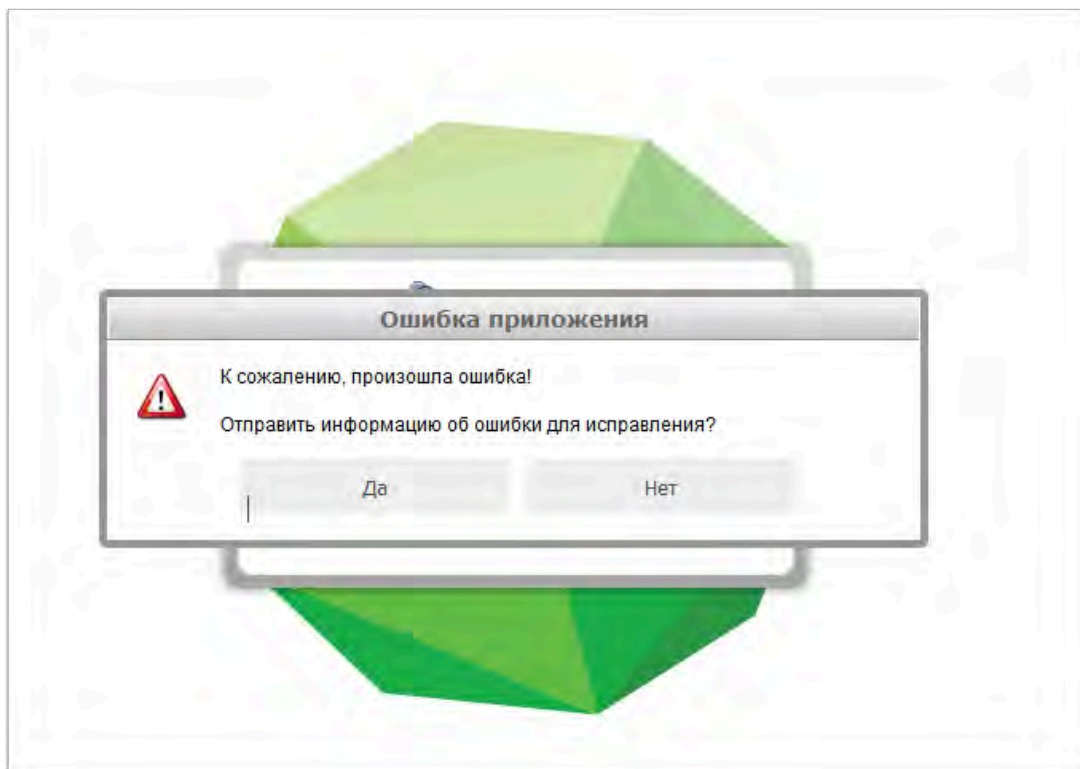 Ошибка приложения
К сожалению, произошла ошибка!
Отправить информацию об ошибки для исправления?
Да
Нет